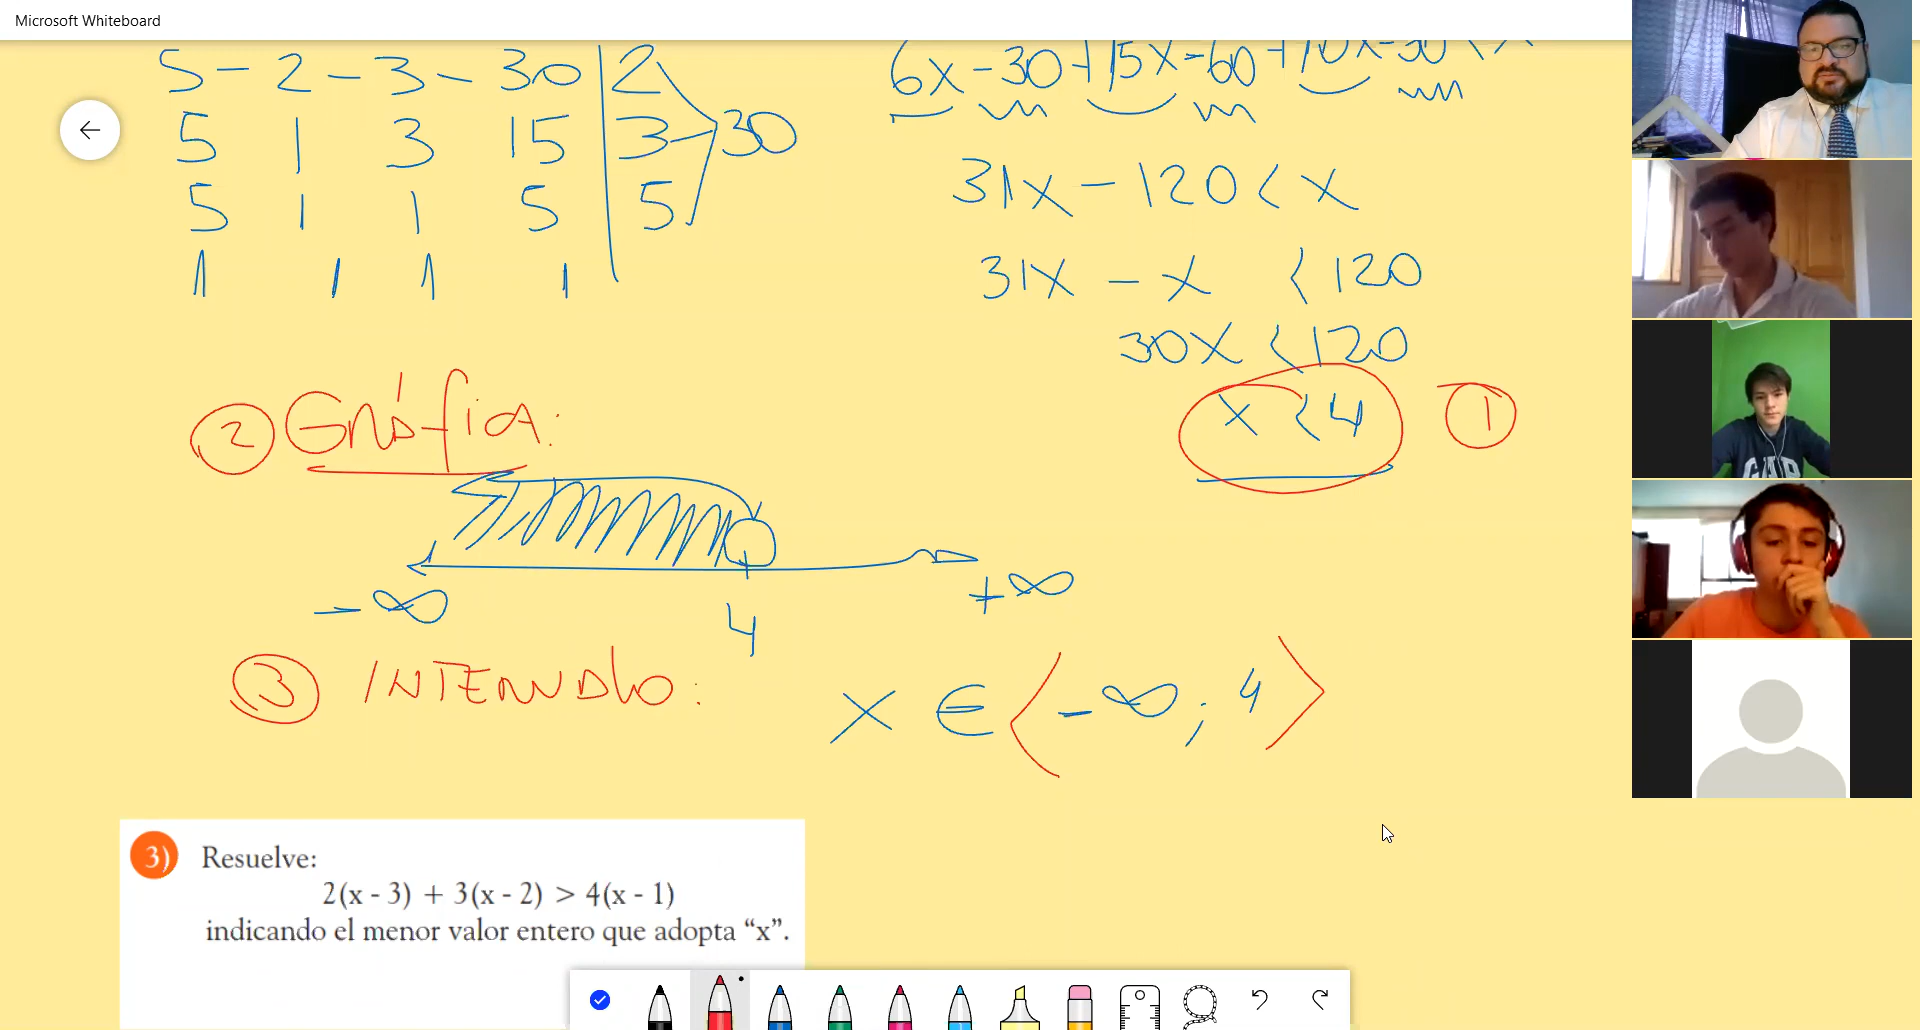 Microsoft Whiteboard
5 - 2 - 3 - 30 | 2
5 1 3 15 | 3 - 30
5 1 1 5 | 5
1 1 1 1
6x - 30 + 15x - 60 + 10x - 30 < x
31x - 120 < x
31x - x < 120
30x < 120
x < 4 1
2 Gráfica:
- ∞ 4 + ∞
3 INTERVALO: x ∈ < - ∞ ; 4 >
3) Resuelve:
2(x - 3) + 3(x - 2) > 4(x - 1)
indicando el menor valor entero que adopta “x”.
GAP